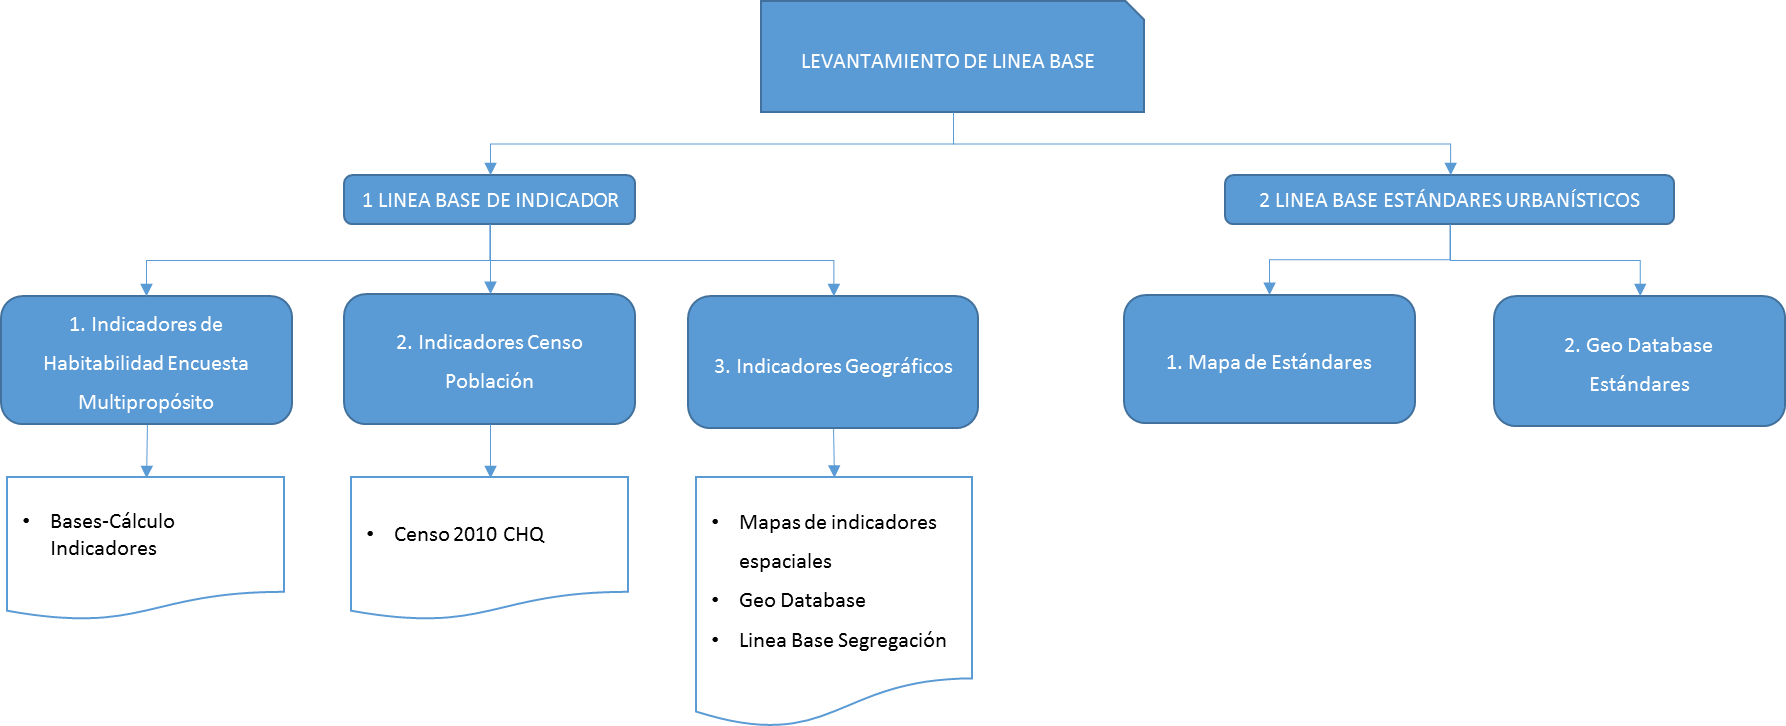 LEVANTAMIENTO DE LINEA BASE
1 LINEA BASE DE INDICADOR
2 LINEA BASE ESTÁNDARES URBANÍSTICOS
1. Indicadores de
Habitabilidad Encuesta
Multipropósito
2. Indicadores Censo
Población
3. Indicadores Geográficos
1. Mapa de Estándares
2. Geo Database
Estándares
• Bases-Cálculo
Indicadores
• Censo 2010 CHQ
• Mapas de indicadores
espaciales
• Geo Database
• Linea Base Segregación